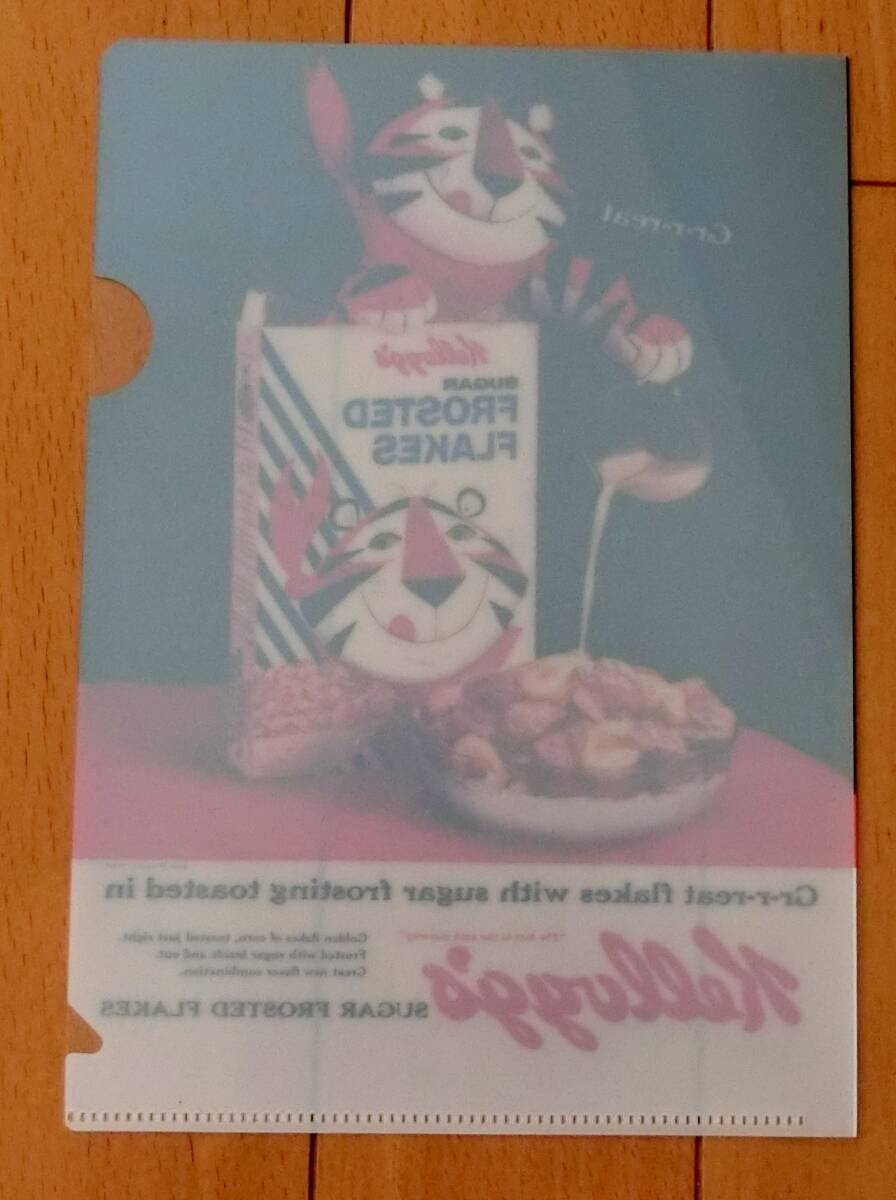 Gr-r-reat
Kellogg's
SUGAR
FROSTED
FLAKES
Gr-r-reat flakes with sugar frosting toasted in
Kellogg's
SUGAR FROSTED FLAKES
"The best to you each morning"
Golden flakes of corn, toasted just right.
Frosted with sugar inside and out.
Great new flavor combination.